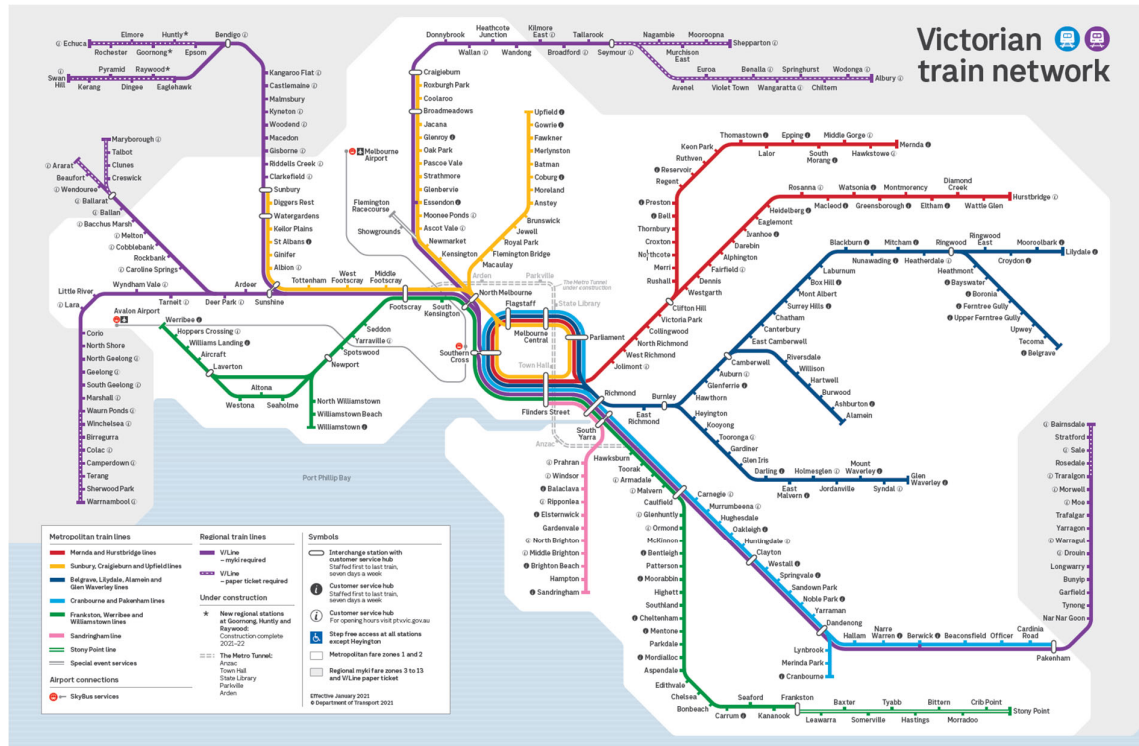 Victorian
train network
Echuca
Elmore
Huntly*
Rochester
Goornong*
Epsom
Bendigo
Swan
Hill
Pyramid
Raywood*
Kerang
Dingee
Eaglehawk
Kangaroo Flat
Castlemaine
Malmsbury
Kyneton
Woodend
Macedon
Gisborne
Riddells Creek
Clarkefield
Sunbury
Diggers Rest
Watergardens
Keilor Plains
St Albans
Ginifer
Albion
Maryborough
Talbot
Clunes
Creswick
Ararat
Beaufort
Wendouree
Ballarat
Ballan
Bacchus Marsh
Melton
Cobblebank
Rockbank
Caroline Springs
Ardeer
Deer Park
Sunshine
Tottenham
West
Footscray
Middle
Footscray
Footscray
South
Kensington
Little River
Lara
Wyndham Vale
Tarneit
Avalon Airport
Corio
North Shore
North Geelong
Geelong
South Geelong
Marshall
Waurn Ponds
Winchelsea
Birregurra
Colac
Camperdown
Terang
Sherwood Park
Warrnambool
Werribee
Hoppers Crossing
Williams Landing
Aircraft
Laverton
Westona
Altona
Seaholme
Seddon
Yarraville
Spotswood
Newport
North Williamstown
Williamstown Beach
Williamstown
Donnybrook
Heathcote
Junction
Kilmore
East
Tallarook
Wallan
Wandong
Broadford
Seymour
Nagambie
Mooroopna
Shepparton
Murchison
East
Euroa
Benalla
Springhurst
Wodonga
Albury
Avenel
Violet Town
Wangaratta
Chiltern
Craigieburn
Roxburgh Park
Coolaroo
Broadmeadows
Jacana
Glenroy
Oak Park
Pascoe Vale
Strathmore
Glenbervie
Essendon
Moonee Ponds
Ascot Vale
Newmarket
Kensington
Melbourne
Airport
Flemington
Racecourse
Showgrounds
Upfield
Gowrie
Fawkner
Merlynston
Batman
Coburg
Moreland
Anstey
Brunswick
Jewell
Royal Park
Flemington Bridge
Macaulay
Arden
Parkville
The Metro Tunnel
under construction
North Melbourne
Flagstaff
State Library
Melbourne
Central
Parliament
Southern
Cross
Town Hall
Flinders Street
Richmond
South
Yarra
Anzac
Mernda
Hawkstowe
Middle Gorge
South
Morang
Epping
Lalor
Thomastown
Keon Park
Ruthven
Reservoir
Regent
Preston
Bell
Thornbury
Croxton
Northcote
Merri
Rushall
Hurstbridge
Wattle Glen
Diamond
Creek
Eltham
Montmorency
Greensborough
Watsonia
Macleod
Rosanna
Heidelberg
Eaglemont
Ivanhoe
Darebin
Alphington
Fairfield
Dennis
Westgarth
Clifton Hill
Victoria Park
Collingwood
North Richmond
West Richmond
Jolimont
Lilydale
Mooroolbark
Croydon
Ringwood
East
Ringwood
Heatherdale
Mitcham
Nunawading
Blackburn
Laburnum
Box Hill
Mont Albert
Surrey Hills
Chatham
Canterbury
East Camberwell
Camberwell
Auburn
Glenferrie
Hawthorn
Burnley
East
Richmond
Heathmont
Bayswater
Boronia
Ferntree Gully
Upper Ferntree Gully
Upwey
Tecoma
Belgrave
Riversdale
Willison
Hartwell
Burwood
Ashburton
Alamein
Heyington
Kooyong
Tooronga
Gardiner
Glen Iris
Darling
East
Malvern
Holmesglen
Jordanville
Mount
Waverley
Syndal
Glen
Waverley
Hawksburn
Toorak
Armadale
Malvern
Caulfield
Glenhuntly
Ormond
McKinnon
Bentleigh
Patterson
Moorabbin
Highett
Southland
Cheltenham
Mentone
Parkdale
Mordialloc
Aspendale
Edithvale
Chelsea
Bonbeach
Carrum
Seaford
Kananook
Frankston
Leawarra
Baxter
Somerville
Tyabb
Hastings
Bittern
Morradoo
Crib Point
Stony Point
Prahran
Windsor
Balaclava
Ripponlea
Elsternwick
Gardenvale
North Brighton
Middle Brighton
Brighton Beach
Hampton
Sandringham
Carnegie
Murrumbeena
Hughesdale
Oakleigh
Huntingdale
Clayton
Westall
Springvale
Sandown Park
Noble Park
Yarraman
Dandenong
Lynbrook
Merinda Park
Cranbourne
Hallam
Narre
Warren
Berwick
Beaconsfield
Officer
Cardinia
Road
Pakenham
Bairnsdale
Stratford
Sale
Rosedale
Traralgon
Morwell
Moe
Trafalgar
Yarragon
Warragul
Drouin
Longwarry
Bunyip
Garfield
Tynong
Nar Nar Goon
Port Phillip Bay
Metropolitan train lines
Mernda and Hurstbridge lines
Sunbury, Craigieburn and Upfield lines
Belgrave, Lilydale, Alamein and
Glen Waverley lines
Cranbourne and Pakenham lines
Frankston, Werribee and
Williamstown lines
Sandringham line
Stony Point line
Special event services
Airport connections
SkyBus services
Regional train lines
V/Line
– myki required
V/Line
– paper ticket required
Under construction
* New regional stations
at Goornong, Huntly and
Raywood:
Construction complete
2021–22
The Metro Tunnel:
Anzac
Town Hall
State Library
Parkville
Arden
Symbols
Interchange station with
customer service hub
Staffed first to last train,
seven days a week
Customer service hub
Staffed first to last train,
seven days a week
Customer service hub
For opening hours visit ptv.vic.gov.au
Step free access at all stations
except Heyington
Metropolitan fare zones 1 and 2
Regional myki fare zones 3 to 13
and V/Line paper ticket
Effective January 2021
© Department of Transport 2021